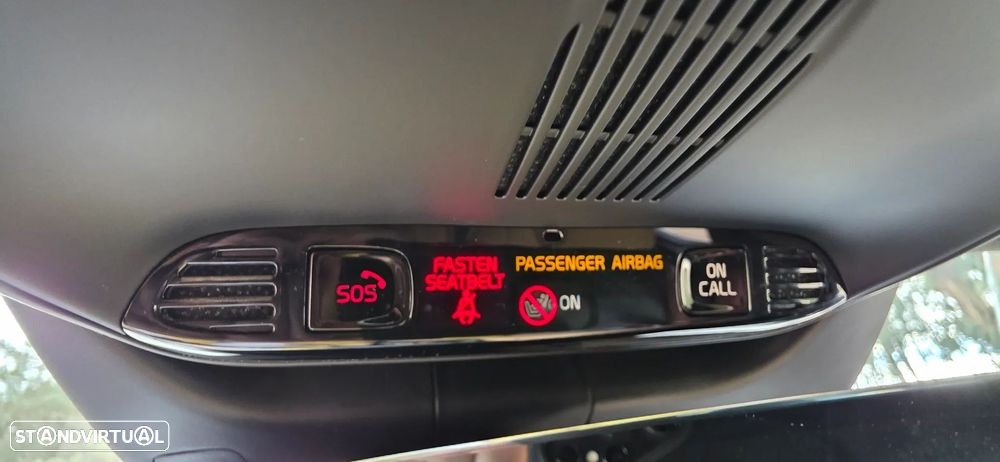 SOS
FASTEN
SEATBELT
PASSENGER AIRBAG
ON
ON
CALL
STANDVIRTUAL